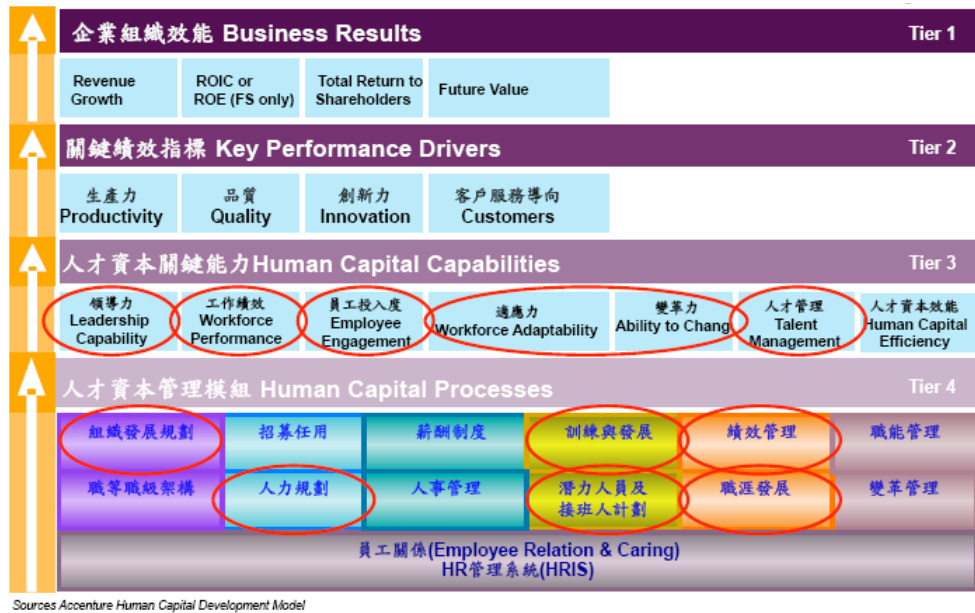 企業組織效能 Business Results
Tier 1
Revenue
Growth
ROIC or
ROE (FS only)
Total Return to
Shareholders
Future Value
關鍵績效指標 Key Performance Drivers
Tier 2
生產力
Productivity
品質
Quality
創新力
Innovation
客戶服務導向
Customers
人才資本關鍵能力Human Capital Capabilities
Tier 3
領導力
Leadership
Capability
工作績效
Workforce
Performance
員工投入度
Employee
Engagement
適應力
Workforce Adaptability
變革力
Ability to Chang
人才管理
Talent
Management
人才資本效能
Human Capital
Efficiency
人才資本管理模組 Human Capital Processes
Tier 4
組織發展規劃
招募任用
薪酬制度
訓練與發展
績效管理
職能管理
職等職級架構
人力規劃
人事管理
潛力人員及
接班人計劃
職涯發展
變革管理
員工關係(Employee Relation & Caring)
HR管理系統(HRIS)
Sources Accenture Human Capital Development Model